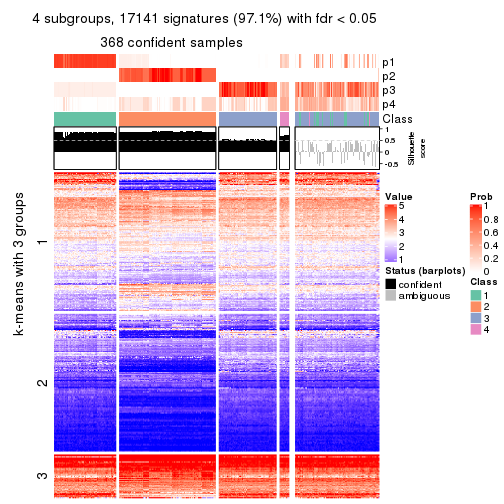 4 subgroups, 17141 signatures (97.1%) with fdr < 0.05
368 confident samples
p1
p2
p3
p4
Class
1
0.5
0
-0.5
Silhouette
score
k-means with 3 groups
1
2
3
Value
5
4
3
2
1
Status (barplots)
confident
ambiguous
Prob
1
0.8
0.6
0.4
0.2
0
Class
1
2
3
4